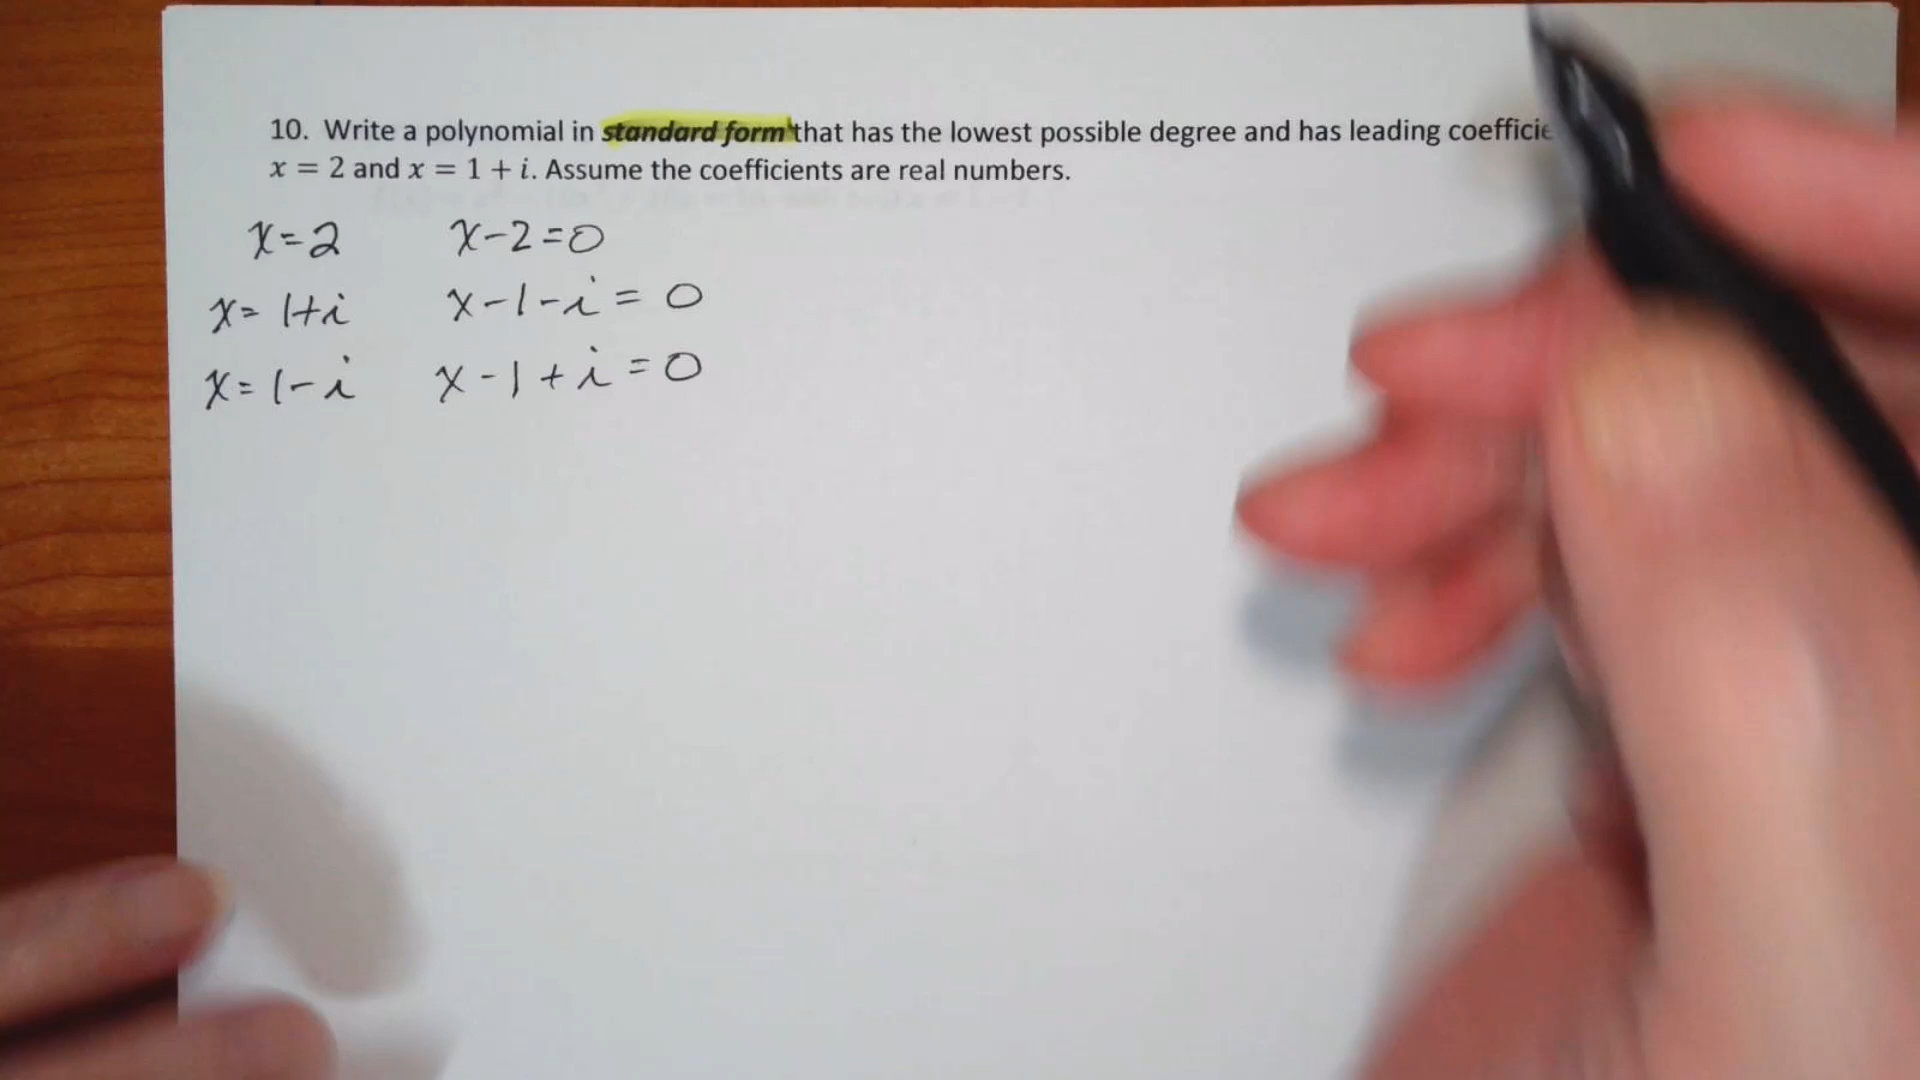 10. Write a polynomial in standard form that has the lowest possible degree and has leading
x = 2 and x = 1 + i. Assume the coefficients are real numbers.
x=2 x-2=0
x= 1+i x-1-i = 0
x=1-i x-1+i=0